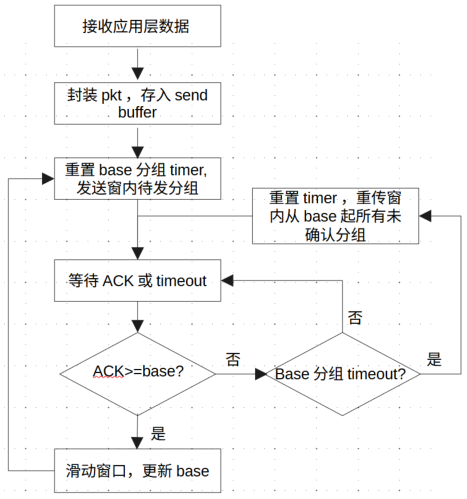 接收应用层数据
封装 pkt ，存入 send
buffer
重置 base 分组 timer,
发送窗内待发分组
重置 timer ，重传窗
内从 base 起所有未
确认分组
等待 ACK 或 timeout
否
ACK>=base?
否
Base 分组 timeout?
是
是
滑动窗口，更新 base